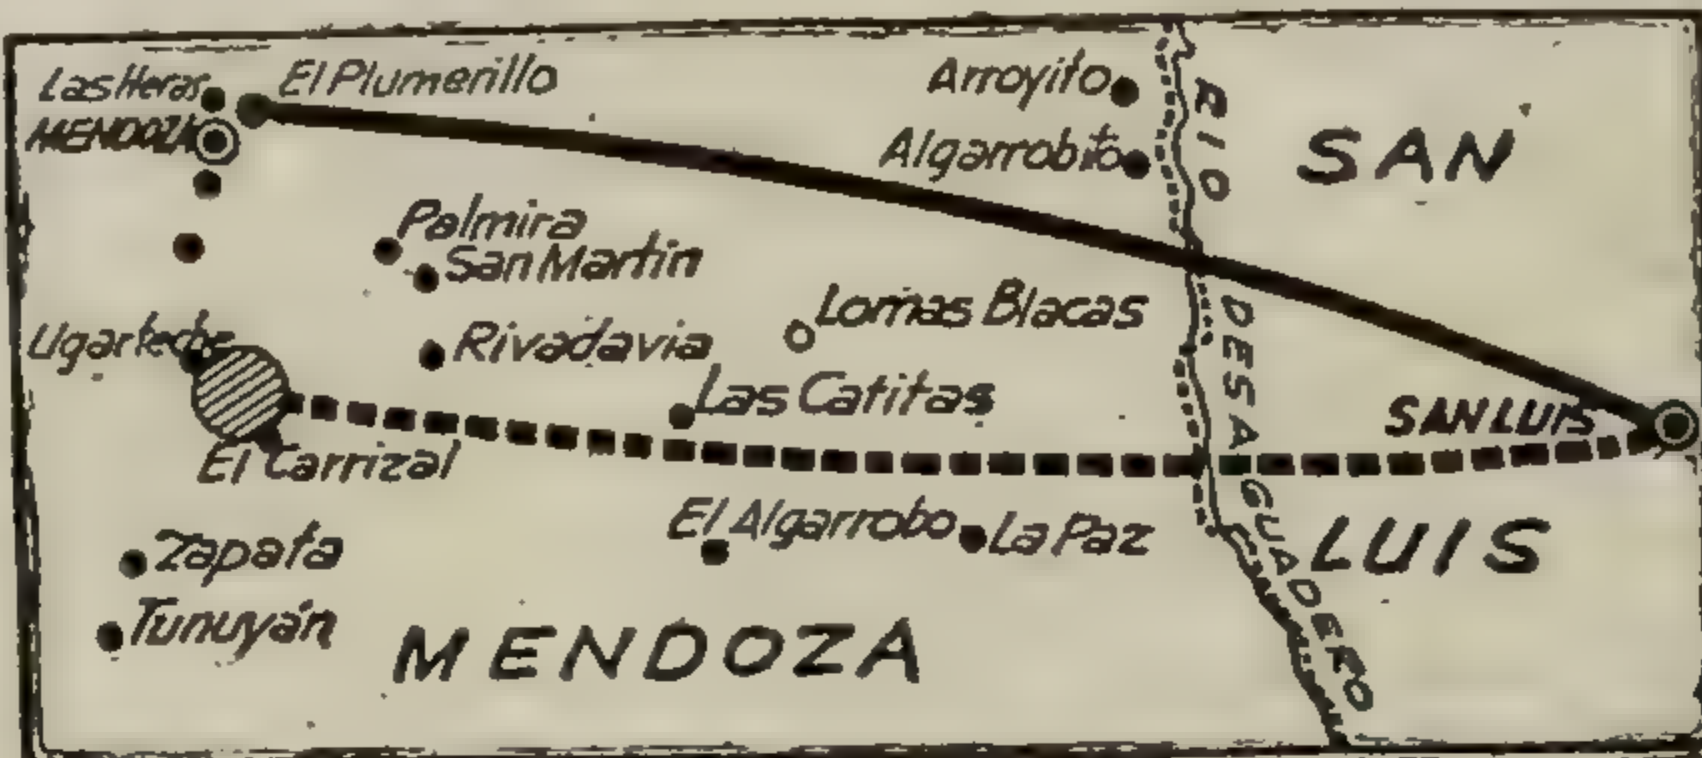 Las Heras
El Plumerillo
MENDOZA
Arroyito
Algarrobito
RIO DESAGUADERO
SAN LUIS
Palmira
San Martin
Lomas Blacas
Ugarteche
Rivadavia
Las Catitas
SAN LUIS
El Carrizal
El Algarrobo
La Paz
Zapata
Tunuyán
MENDOZA